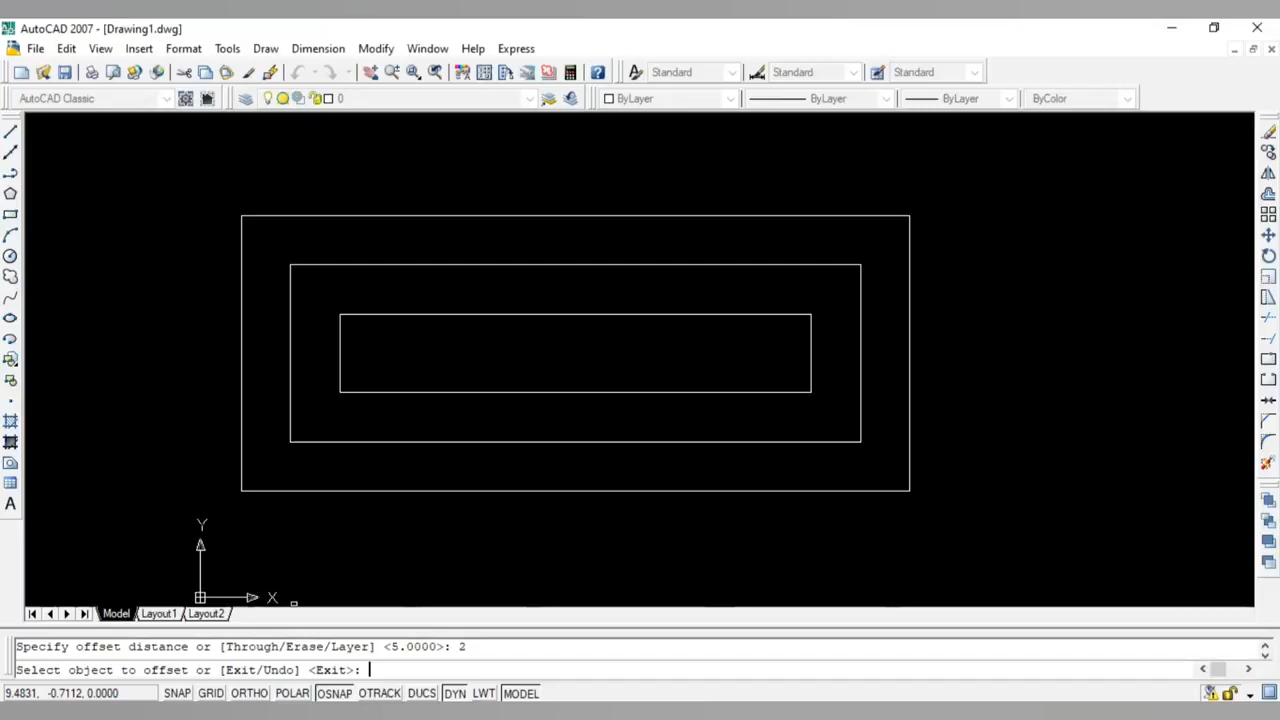 AutoCAD 2007 - [Drawing1.dwg]
File Edit View Insert Format Tools Draw Dimension Modify Window Help Express
Standard Standard Standard
AutoCAD Classic 0 ByLayer ByLayer ByLayer ByColor
A
Y
X
Model Layout1 Layout2
Specify offset distance or [Through/Erase/Layer] <5.0000>: 2
Select object to offset or [Exit/Undo] <Exit>:
9.4831, -0.7112, 0.0000 SNAP GRID ORTHO POLAR OSNAP OTRACK DUCS DYN LWT MODEL